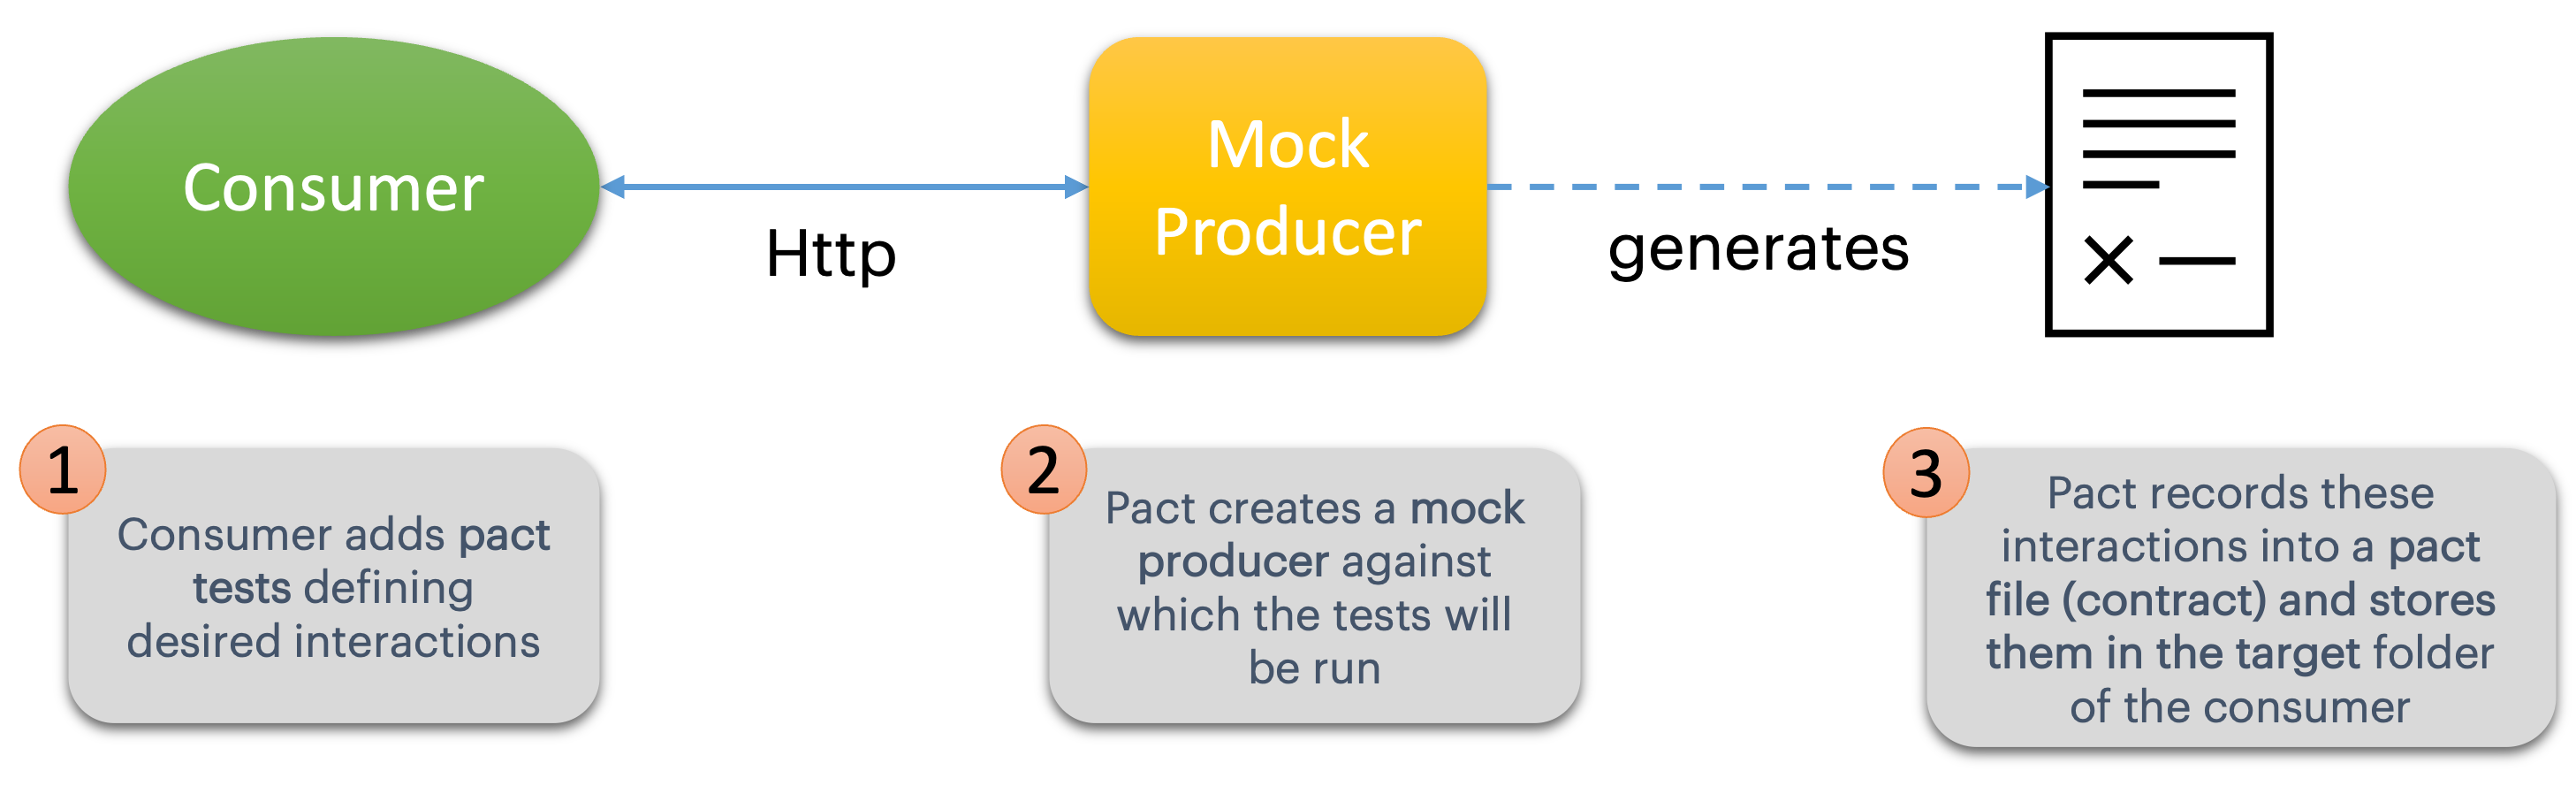 Consumer
Http
Mock
Producer
generates
1
Consumer adds pact
tests defining
desired interactions
2
Pact creates a mock
producer against
which the tests will
be run
3
Pact records these
interactions into a pact
file (contract) and stores
them in the target folder
of the consumer